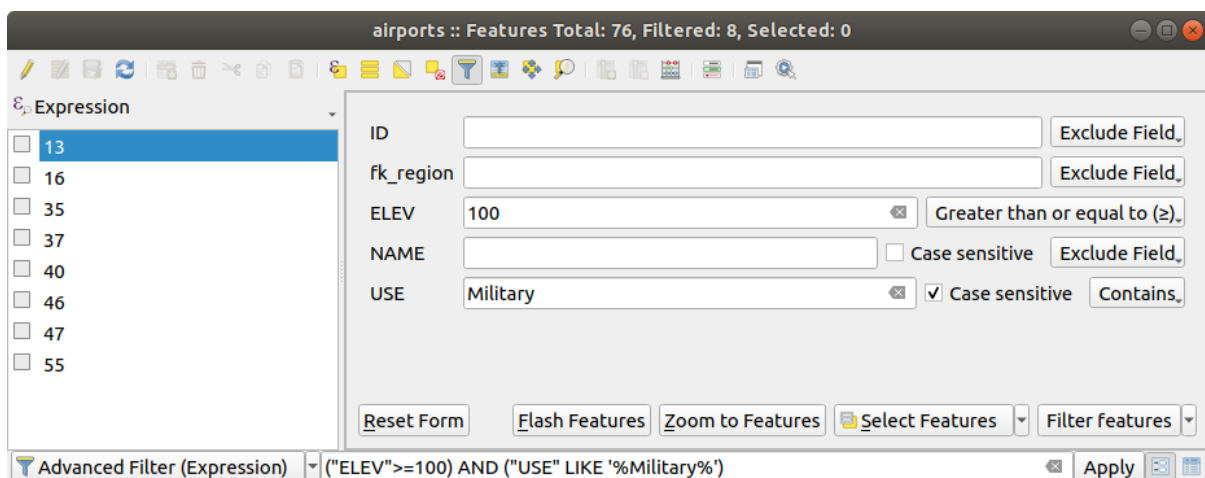 airports :: Features Total: 76, Filtered: 8, Selected: 0
Expression
13
16
35
37
40
46
47
55
ID Exclude Field
fk_region Exclude Field
ELEV 100 Greater than or equal to (≥)
NAME Case sensitive Exclude Field
USE Military Case sensitive Contains
Reset Form Flash Features Zoom to Features Select Features Filter features
Advanced Filter (Expression) ("ELEV">=100) AND ("USE" LIKE '%Military%') Apply